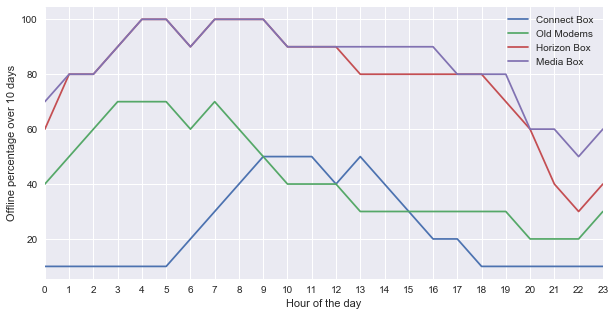 Connect Box
Old Modems
Horizon Box
Media Box
Offline percentage over 10 days
100
80
60
40
20
0 1 2 3 4 5 6 7 8 9 10 11 12 13 14 15 16 17 18 19 20 21 22 23
Hour of the day